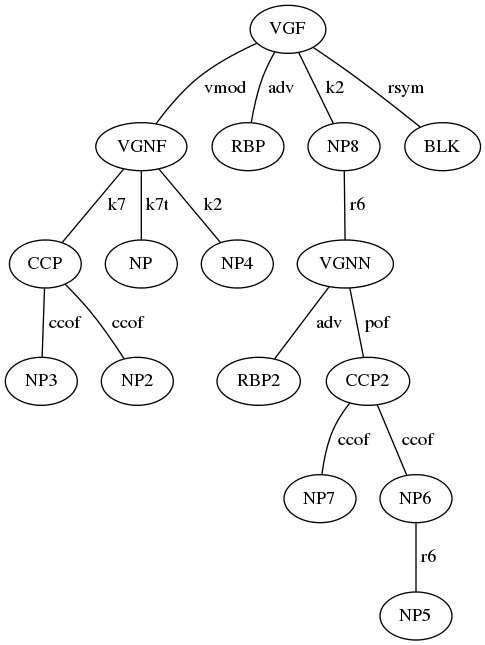 VGF
vmod adv k2 rsym
VGNF RBP NP8 BLK
k7 k7t k2 r6
CCP NP NP4 VGNN
ccof ccof adv pof
NP3 NP2 RBP2 CCP2
ccof ccof
NP7 NP6
r6
NP5